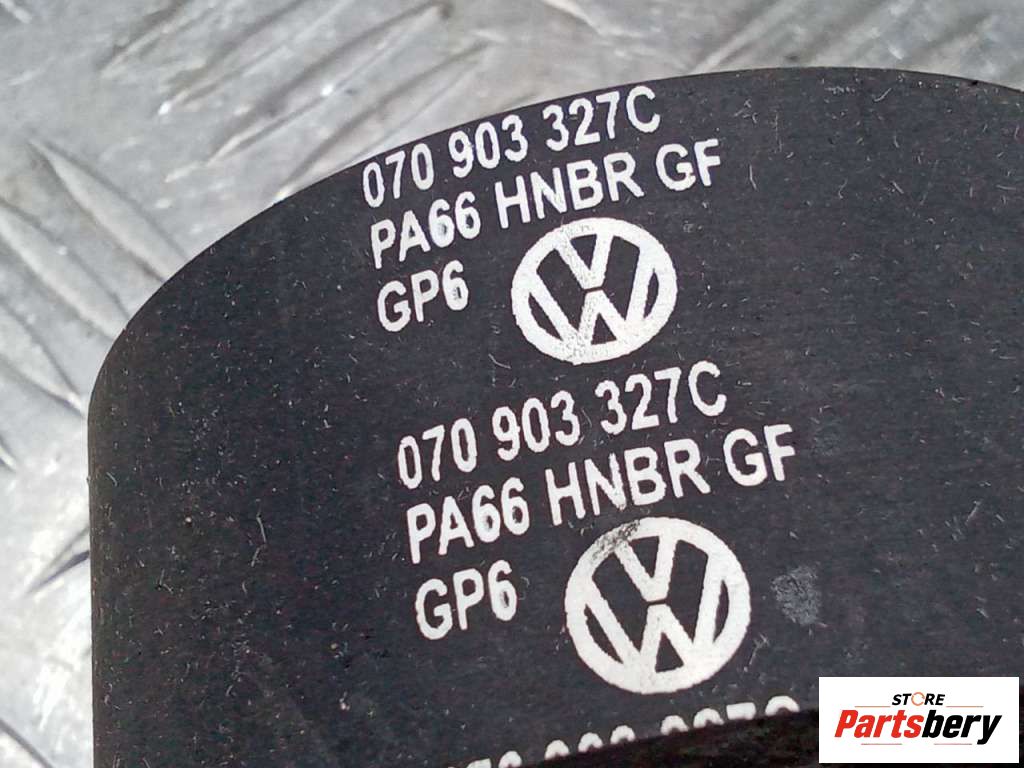 070 903 327C
PA66 HNBR GF
GP6
070 903 327C
PA66 HNBR GF
GP6
STORE
Partsbery